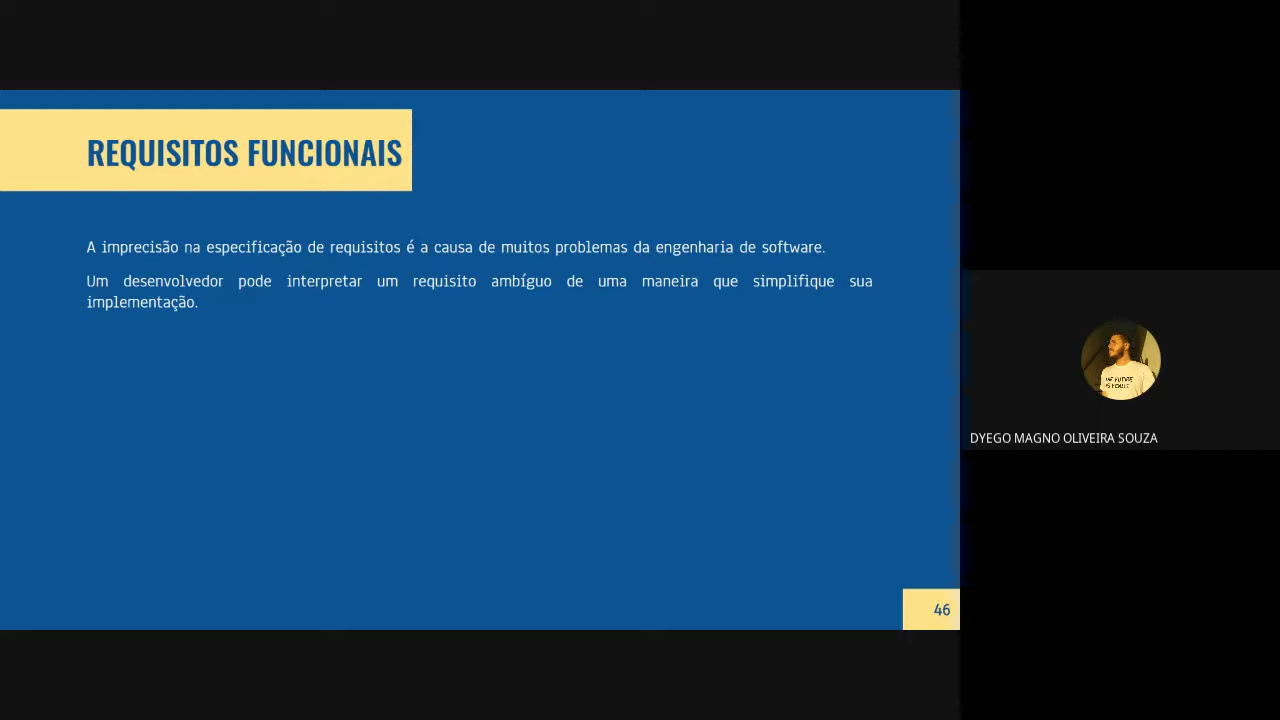 REQUISITOS FUNCIONAIS
A imprecisão na especificação de requisitos é a causa de muitos problemas da engenharia de software.
Um desenvolvedor pode interpretar um requisito ambíguo de uma maneira que simplifique sua
implementação.
46
DYEGO MAGNO OLIVEIRA SOUZA